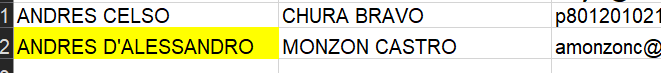 1 ANDRES CELSO CHURA BRAVO p801201021
2 ANDRES D'ALESSANDRO MONZON CASTRO amonzonc@